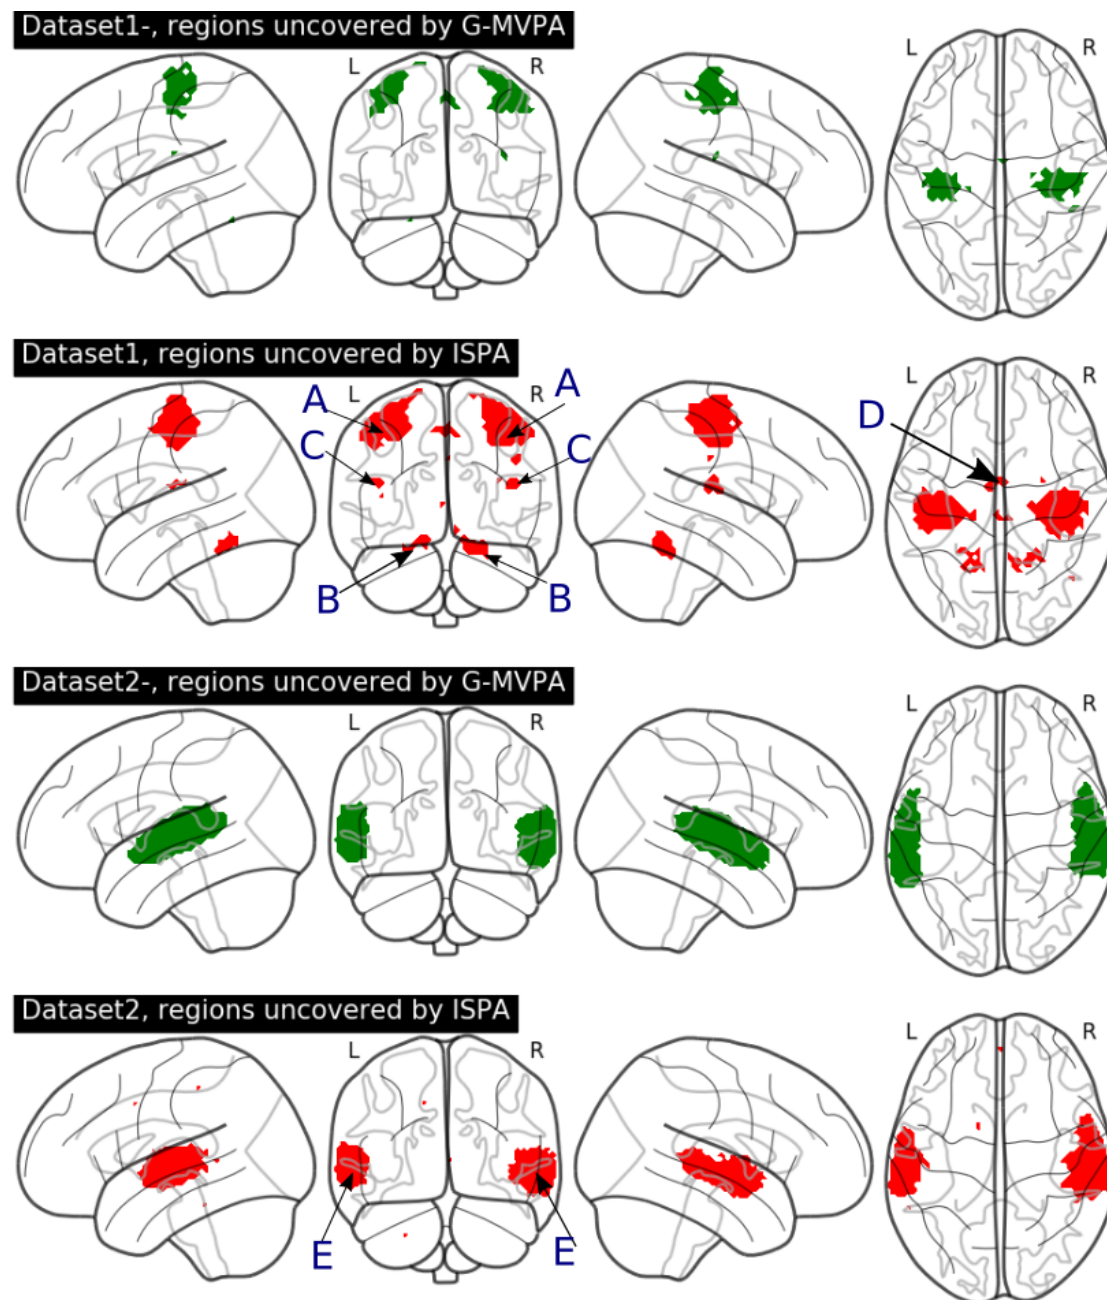 Dataset1-, regions uncovered by G-MVPA
L R L R
Dataset1, regions uncovered by ISPA
L R L R
A A D
C C
B B
Dataset2-, regions uncovered by G-MVPA
L R L R
Dataset2, regions uncovered by ISPA
L R L R
E E